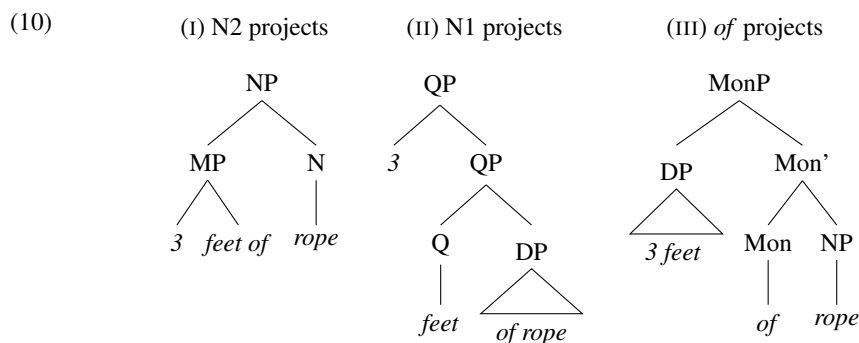 (10) (I) N2 projects (II) N1 projects (III) of projects
NP QP MonP
MP N 3 QP DP Mon’
3 feet of rope Q DP 3 feet Mon NP
feet of rope of rope